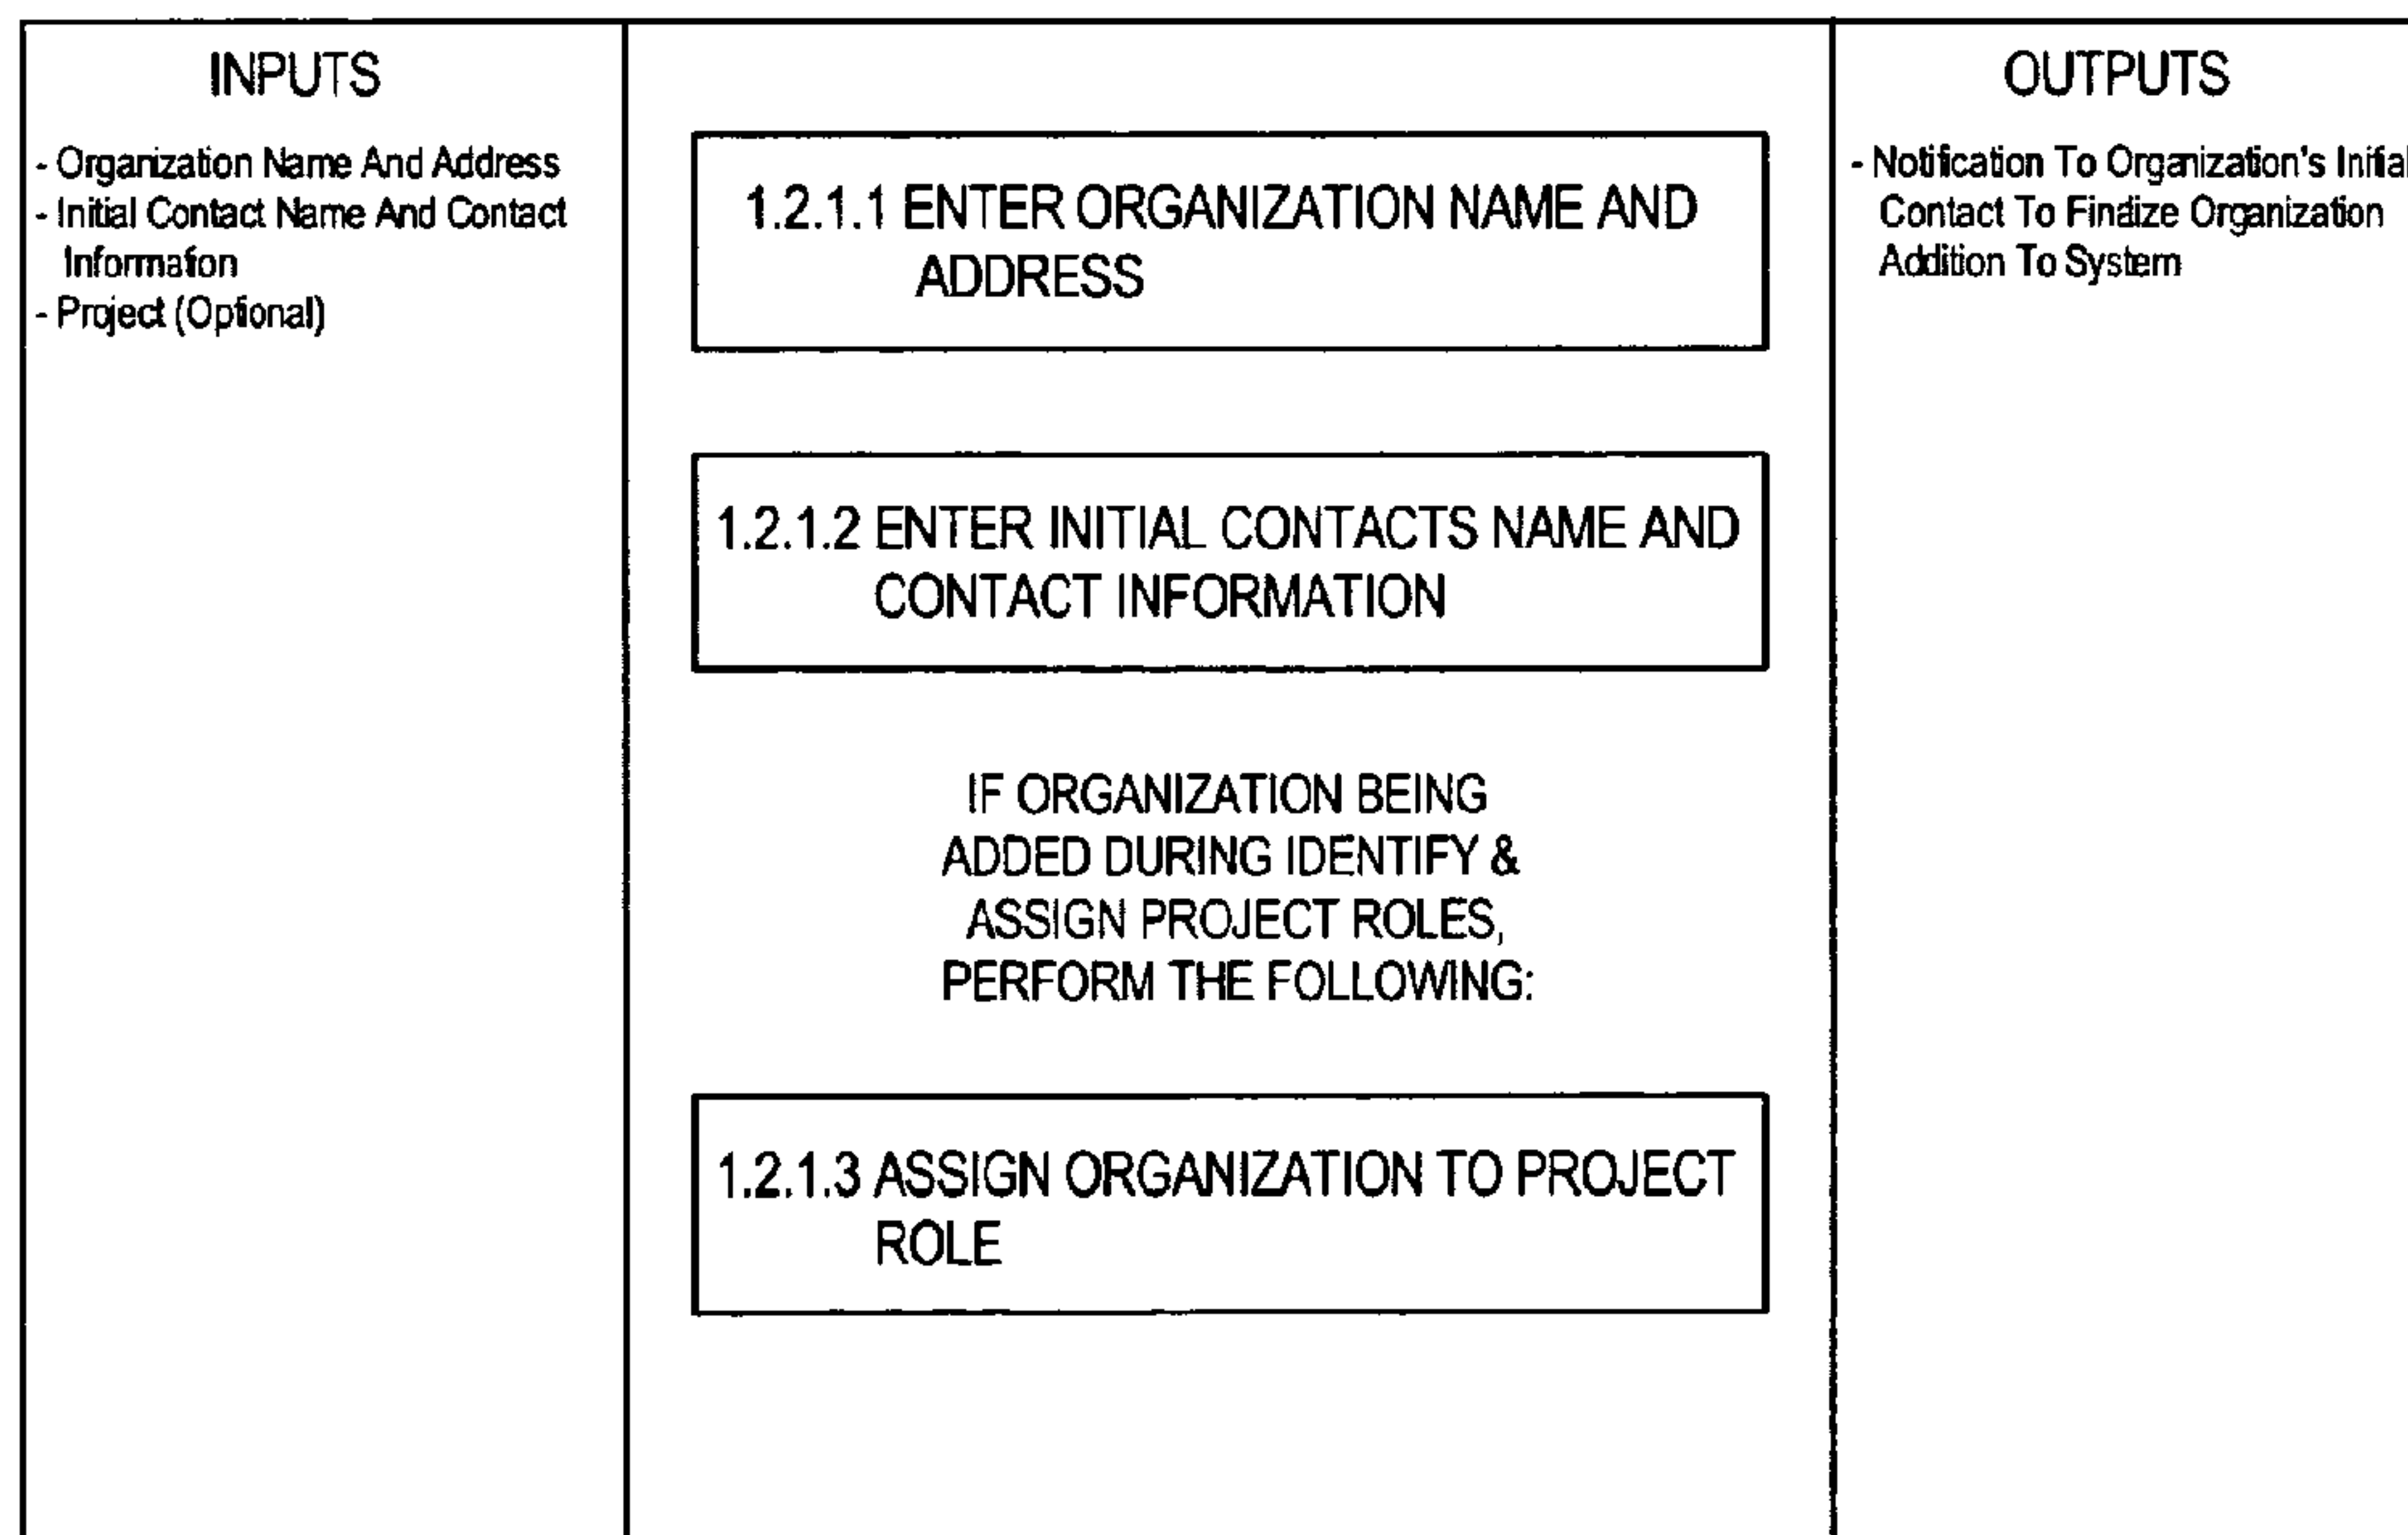 INPUTS
- Organization Name And Address
- Initial Contact Name And Contact
Information
- Project (Optional)
1.2.1.1 ENTER ORGANIZATION NAME AND
ADDRESS
1.2.1.2 ENTER INITIAL CONTACTS NAME AND
CONTACT INFORMATION
IF ORGANIZATION BEING
ADDED DURING IDENTIFY &
ASSIGN PROJECT ROLES,
PERFORM THE FOLLOWING:
1.2.1.3 ASSIGN ORGANIZATION TO PROJECT
ROLE
OUTPUTS
- Notification To Organization's Initial
Contact To Finalize Organization
Addition To System